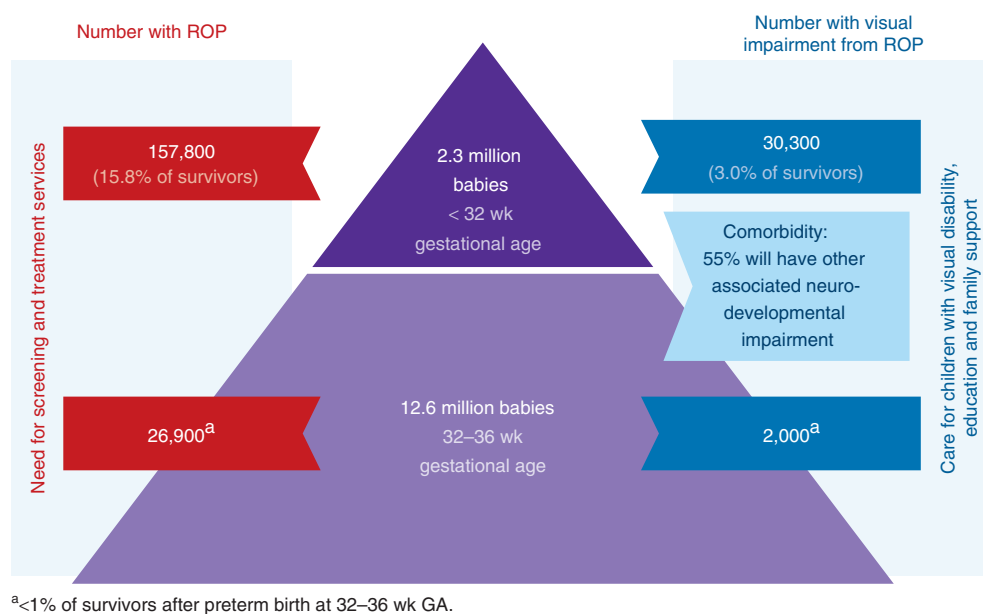 Number with ROP
Number with visual
impairment from ROP
Need for screening and treatment services
157,800
(15.8% of survivors)
2.3 million
babies
< 32 wk
gestational age
30,300
(3.0% of survivors)
Comorbidity:
55% will have other
associated neuro-
developmental
impairment
Care for children with visual disability,
education and family support
26,900a
12.6 million babies
32–36 wk
gestational age
2,000a
a<1% of survivors after preterm birth at 32–36 wk GA.